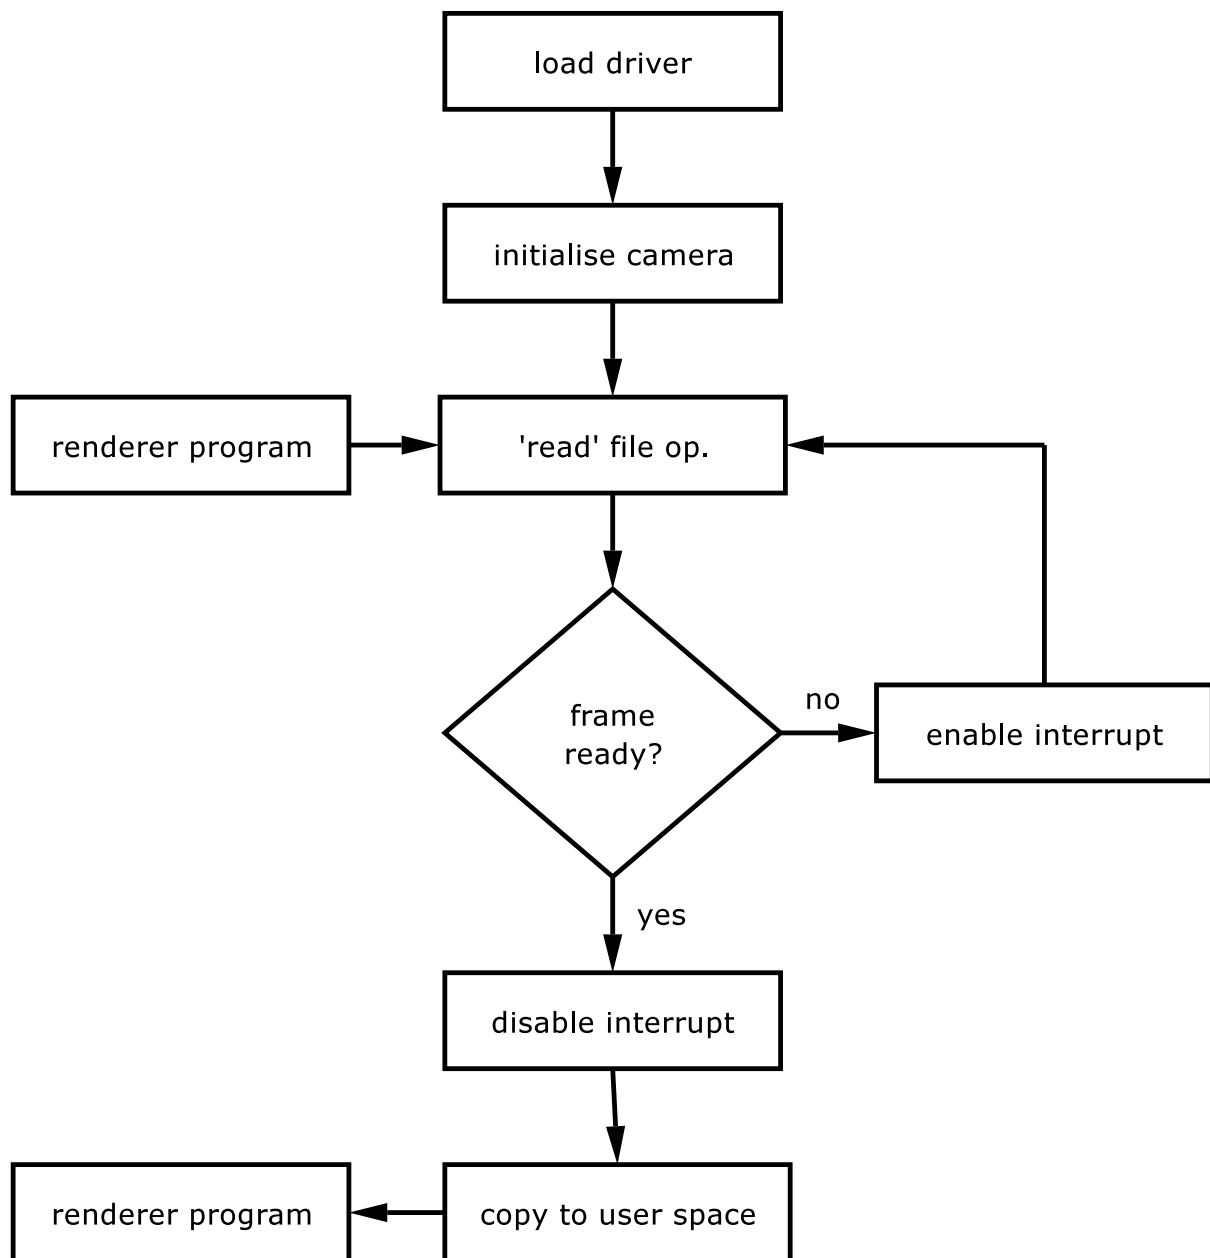 load driver
initialise camera
renderer program
'read' file op.
frame
ready?
no
enable interrupt
yes
disable interrupt
renderer program
copy to user space